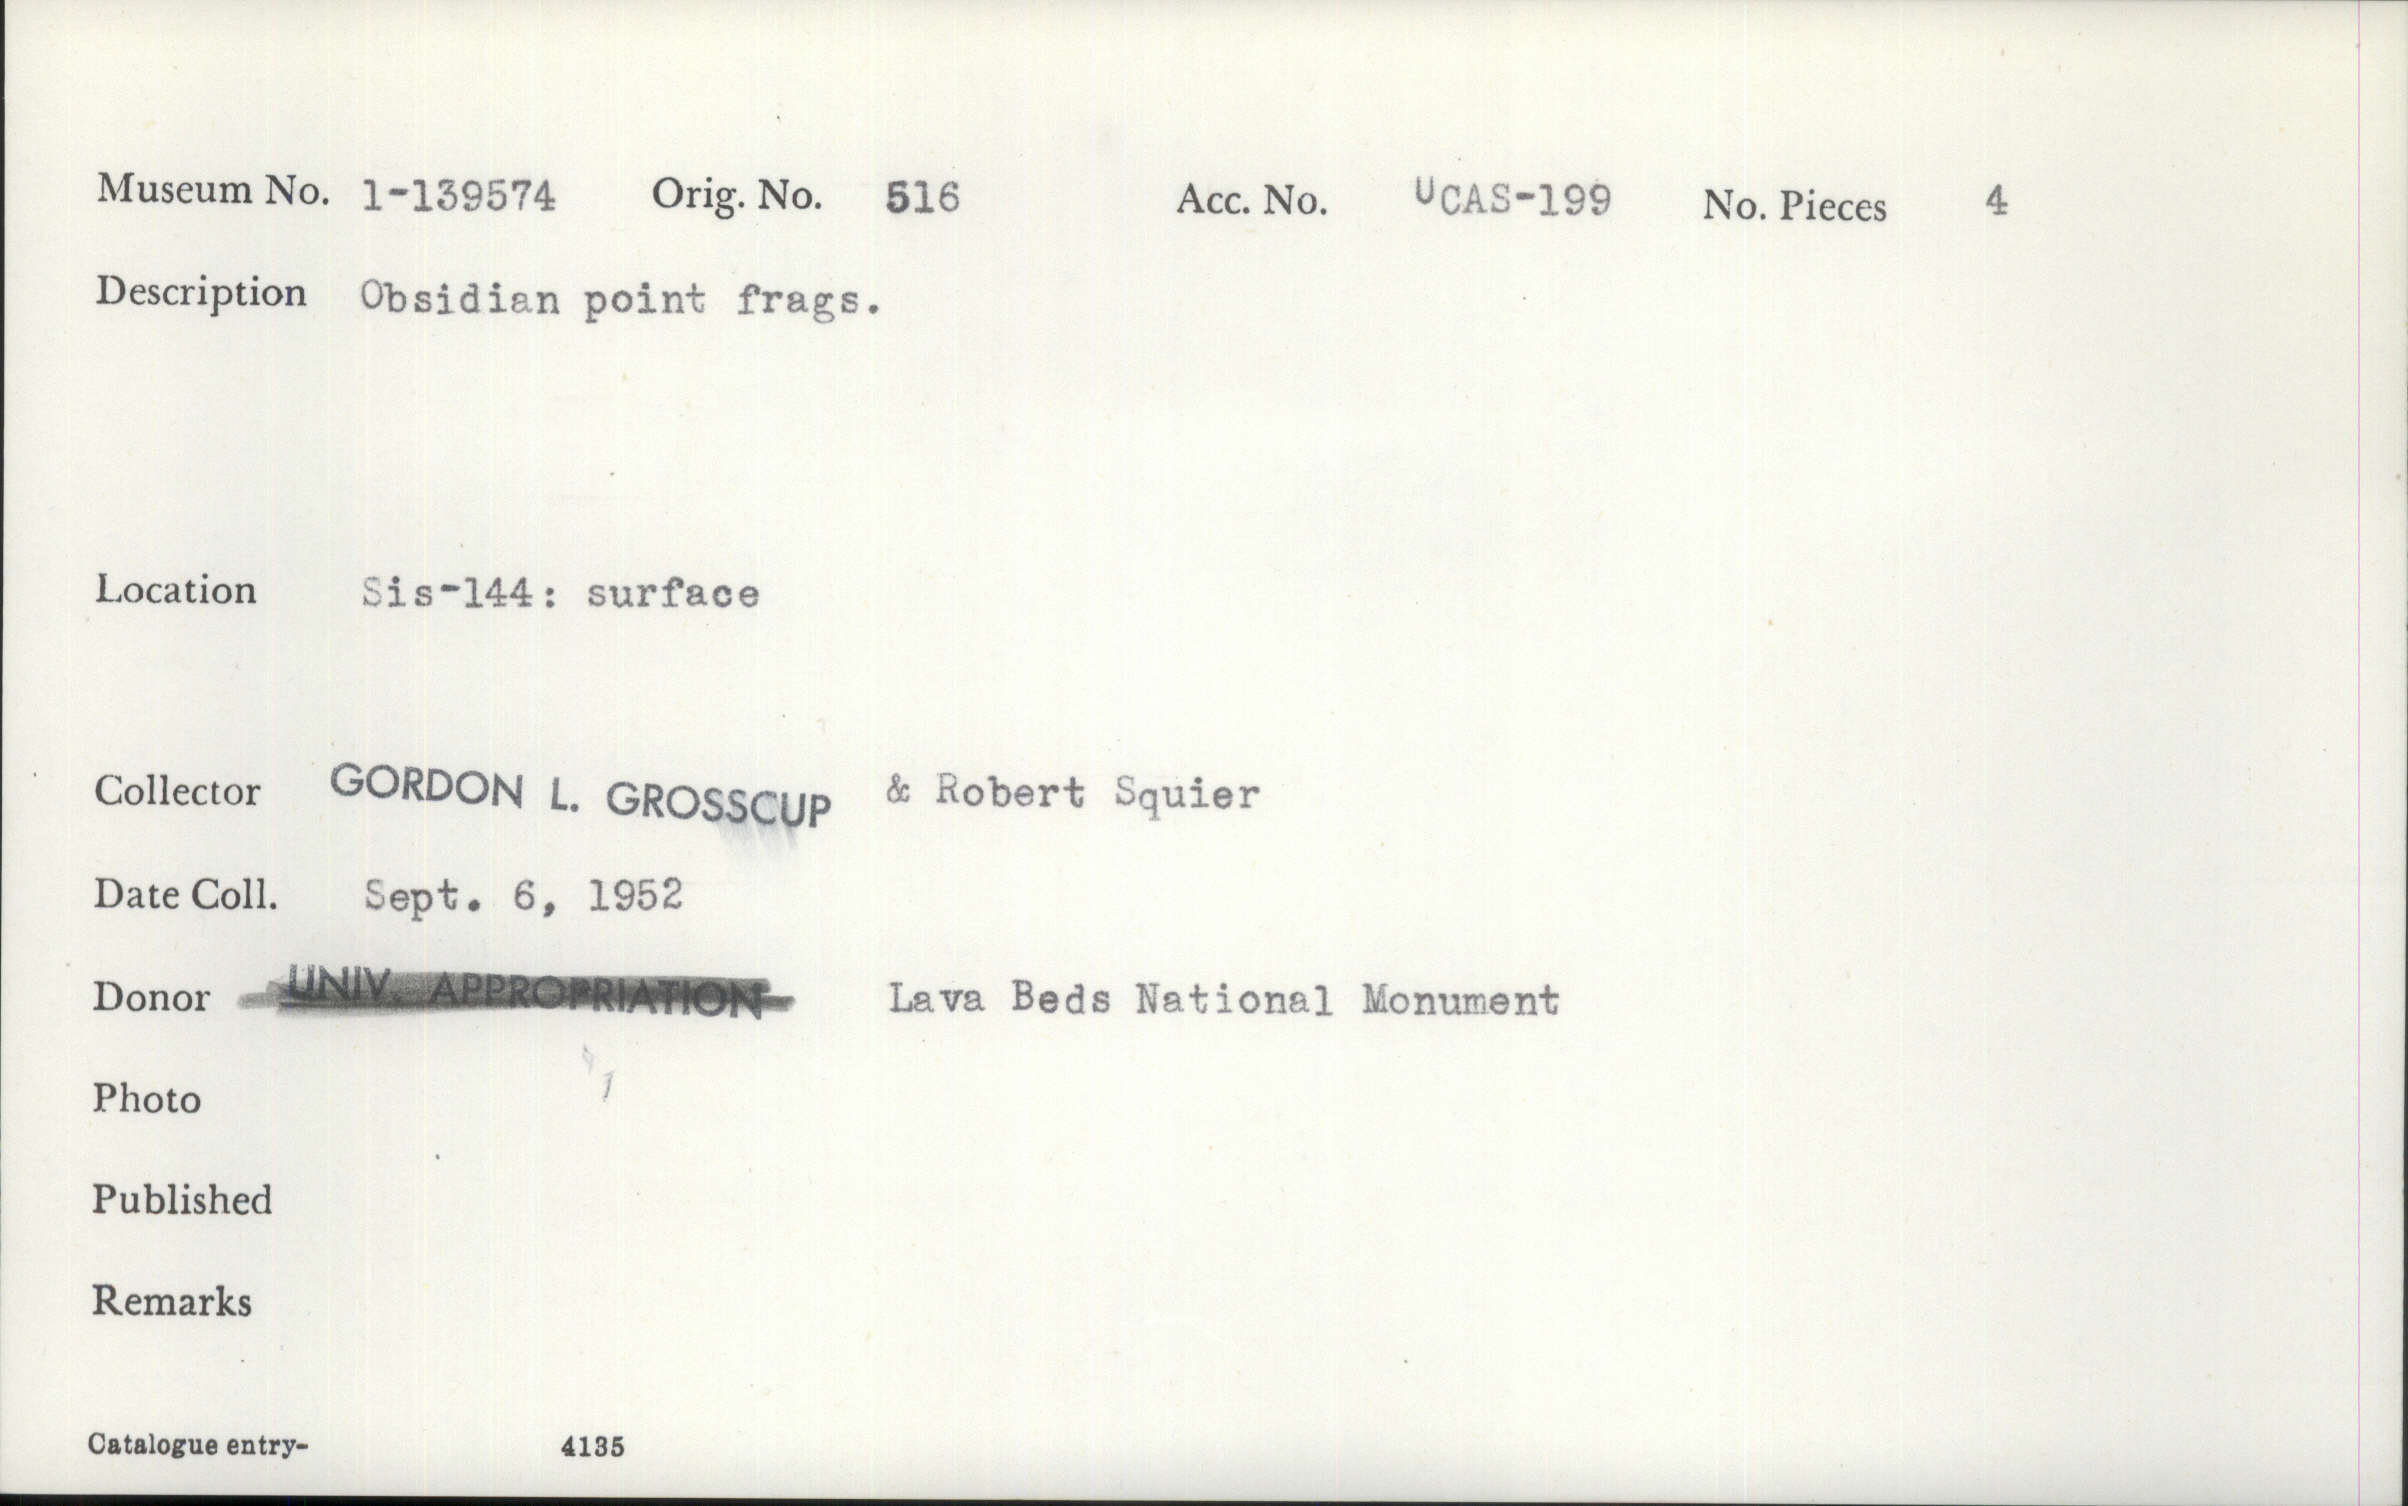 Museum No. 1-139574 Orig. No. 516 Acc. No. UCAS-199 No. Pieces 4
Description Obsidian point frags.
Location Sis-144: surface
Collector GORDON L. GROSSCUP & Robert Squier
Date Coll. Sept. 6, 1952
Donor UNIV. APPROPRIATION Lava Beds National Monument
Photo
Published
Remarks
Catalogue entry- 4135